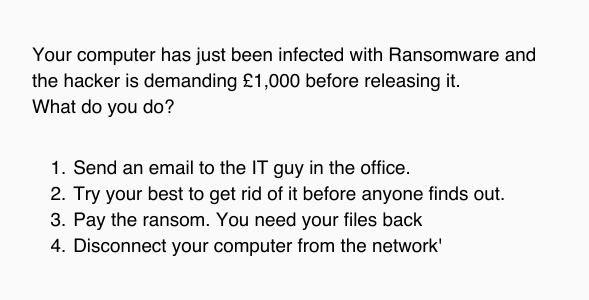 Your computer has just been infected with Ransomware and
the hacker is demanding £1,000 before releasing it.
What do you do?
1. Send an email to the IT guy in the office.
2. Try your best to get rid of it before anyone finds out.
3. Pay the ransom. You need your files back
4. Disconnect your computer from the network'